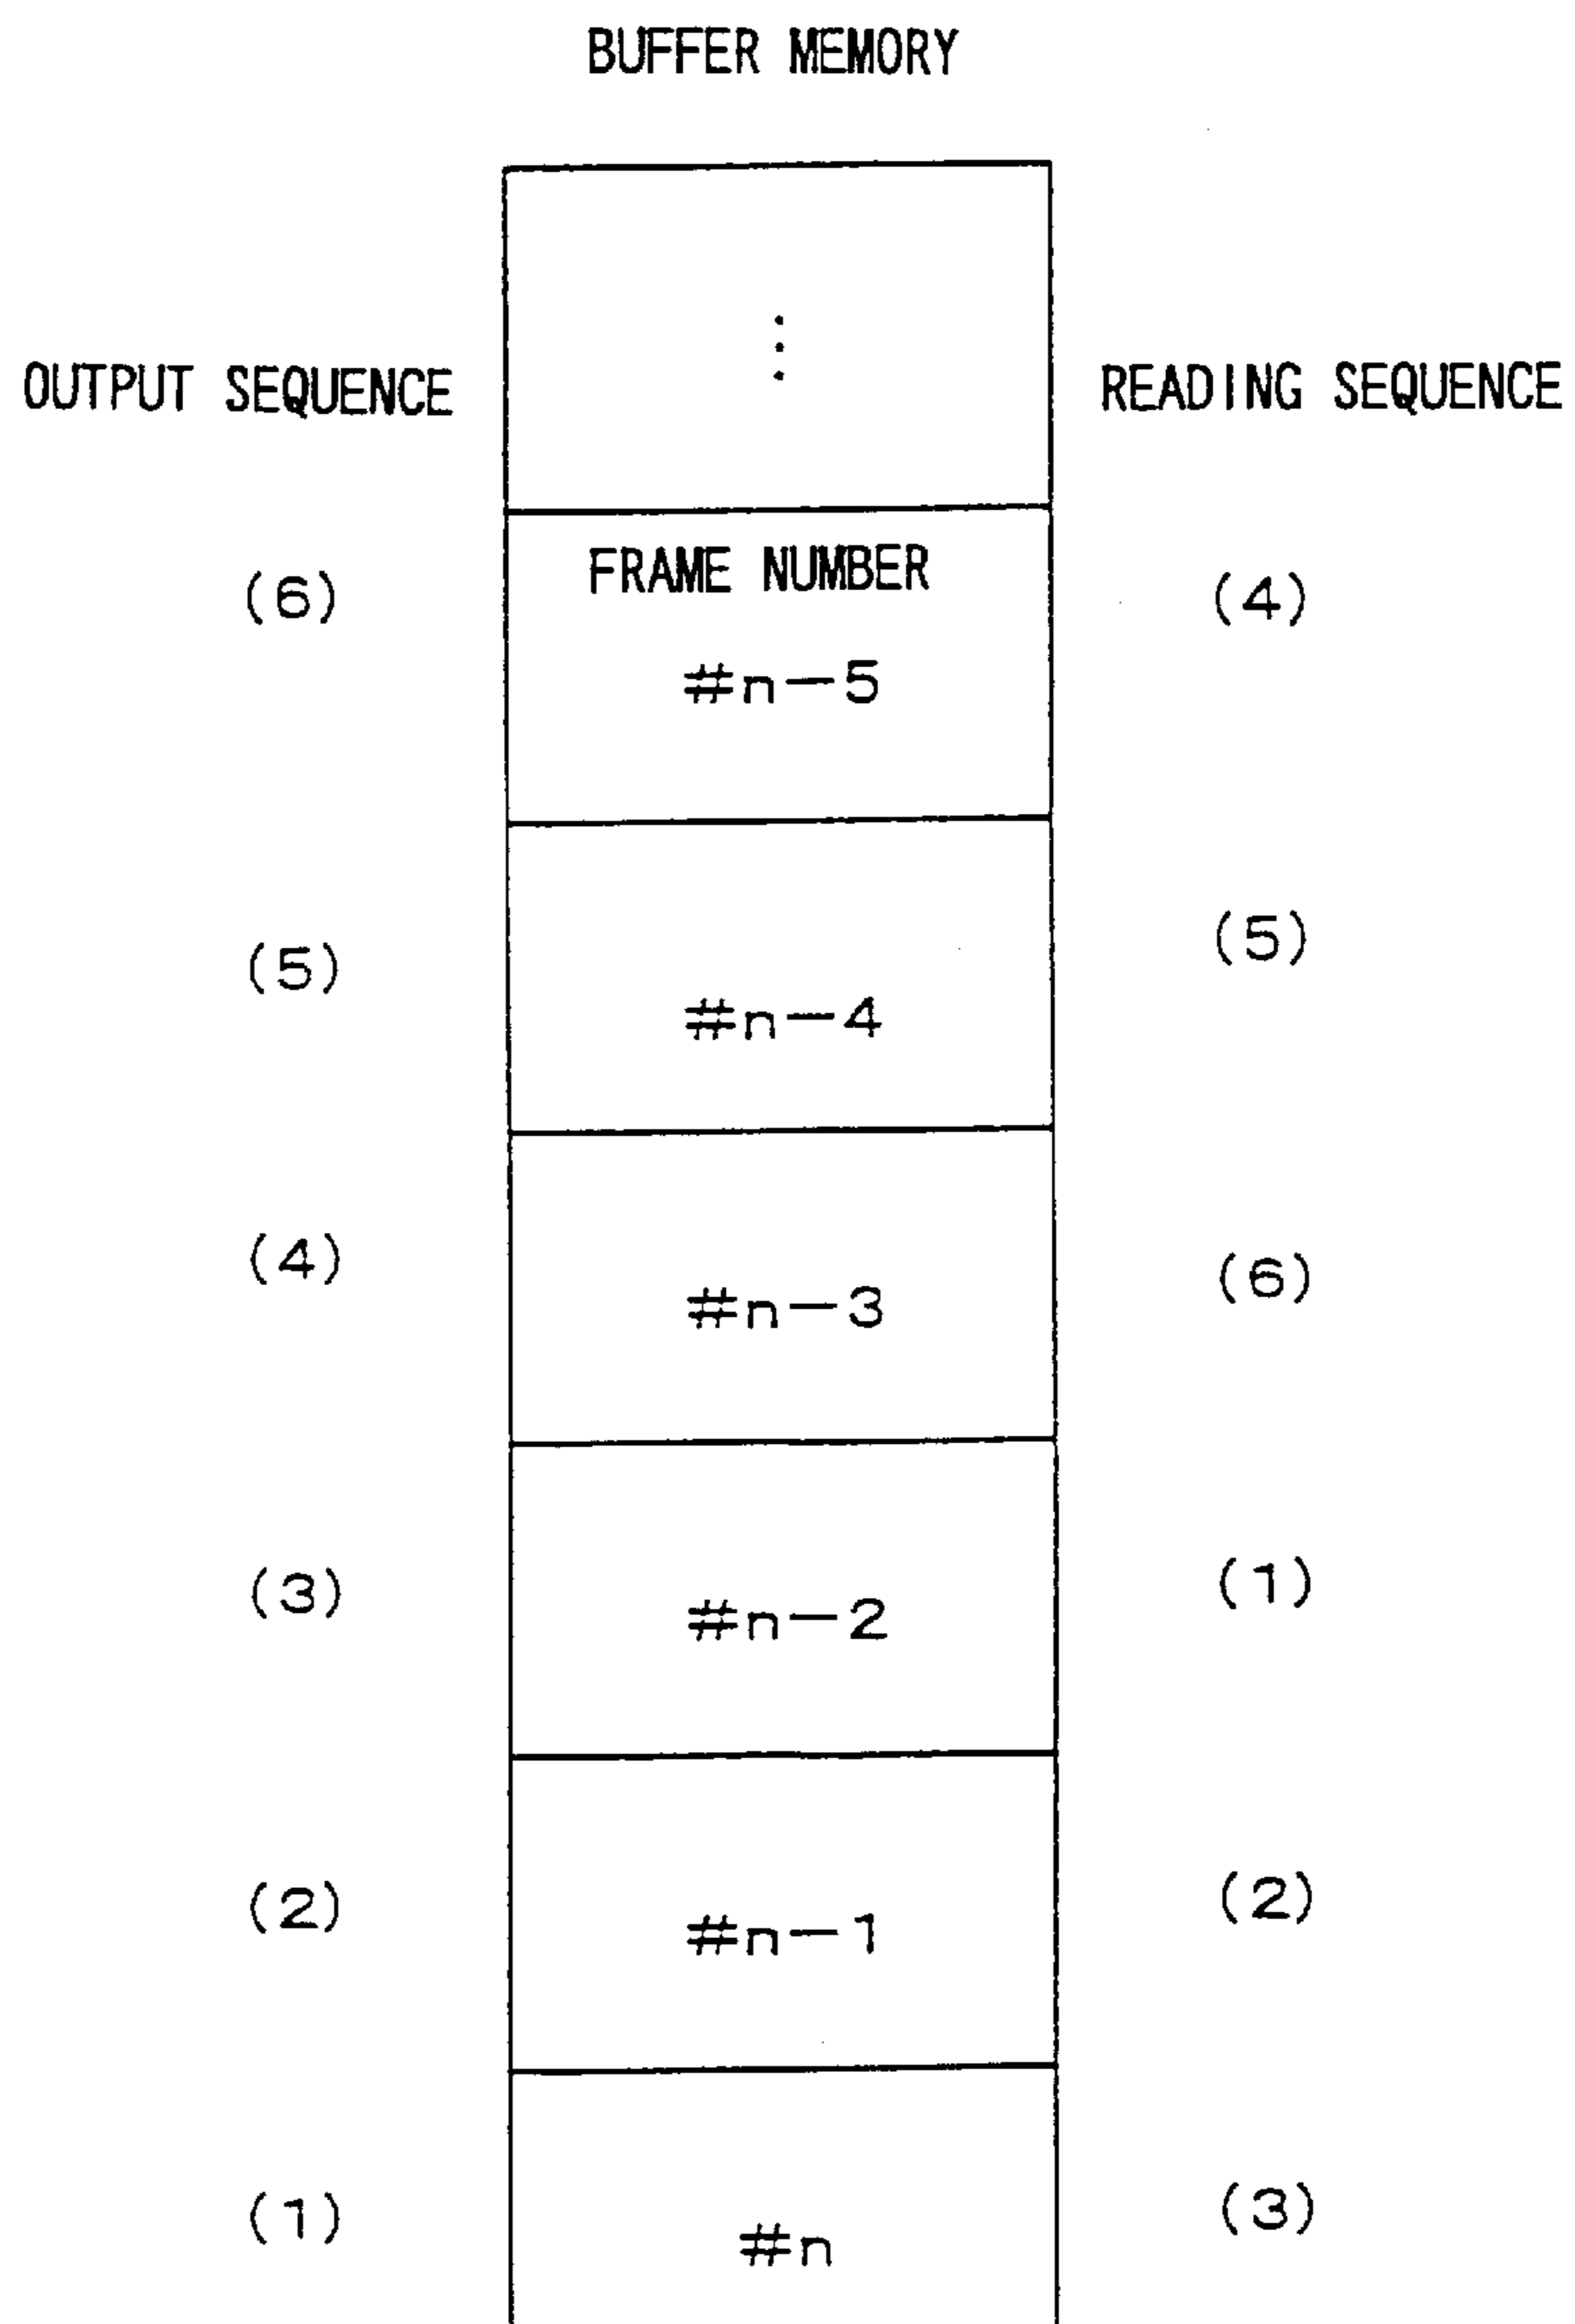 BUFFER MEMORY
⋮
OUTPUT SEQUENCE READING SEQUENCE
(6) FRAME NUMBER (4)
#n-5
(5) #n-4 (5)
(4) #n-3 (6)
(3) #n-2 (1)
(2) #n-1 (2)
(1) #n (3)